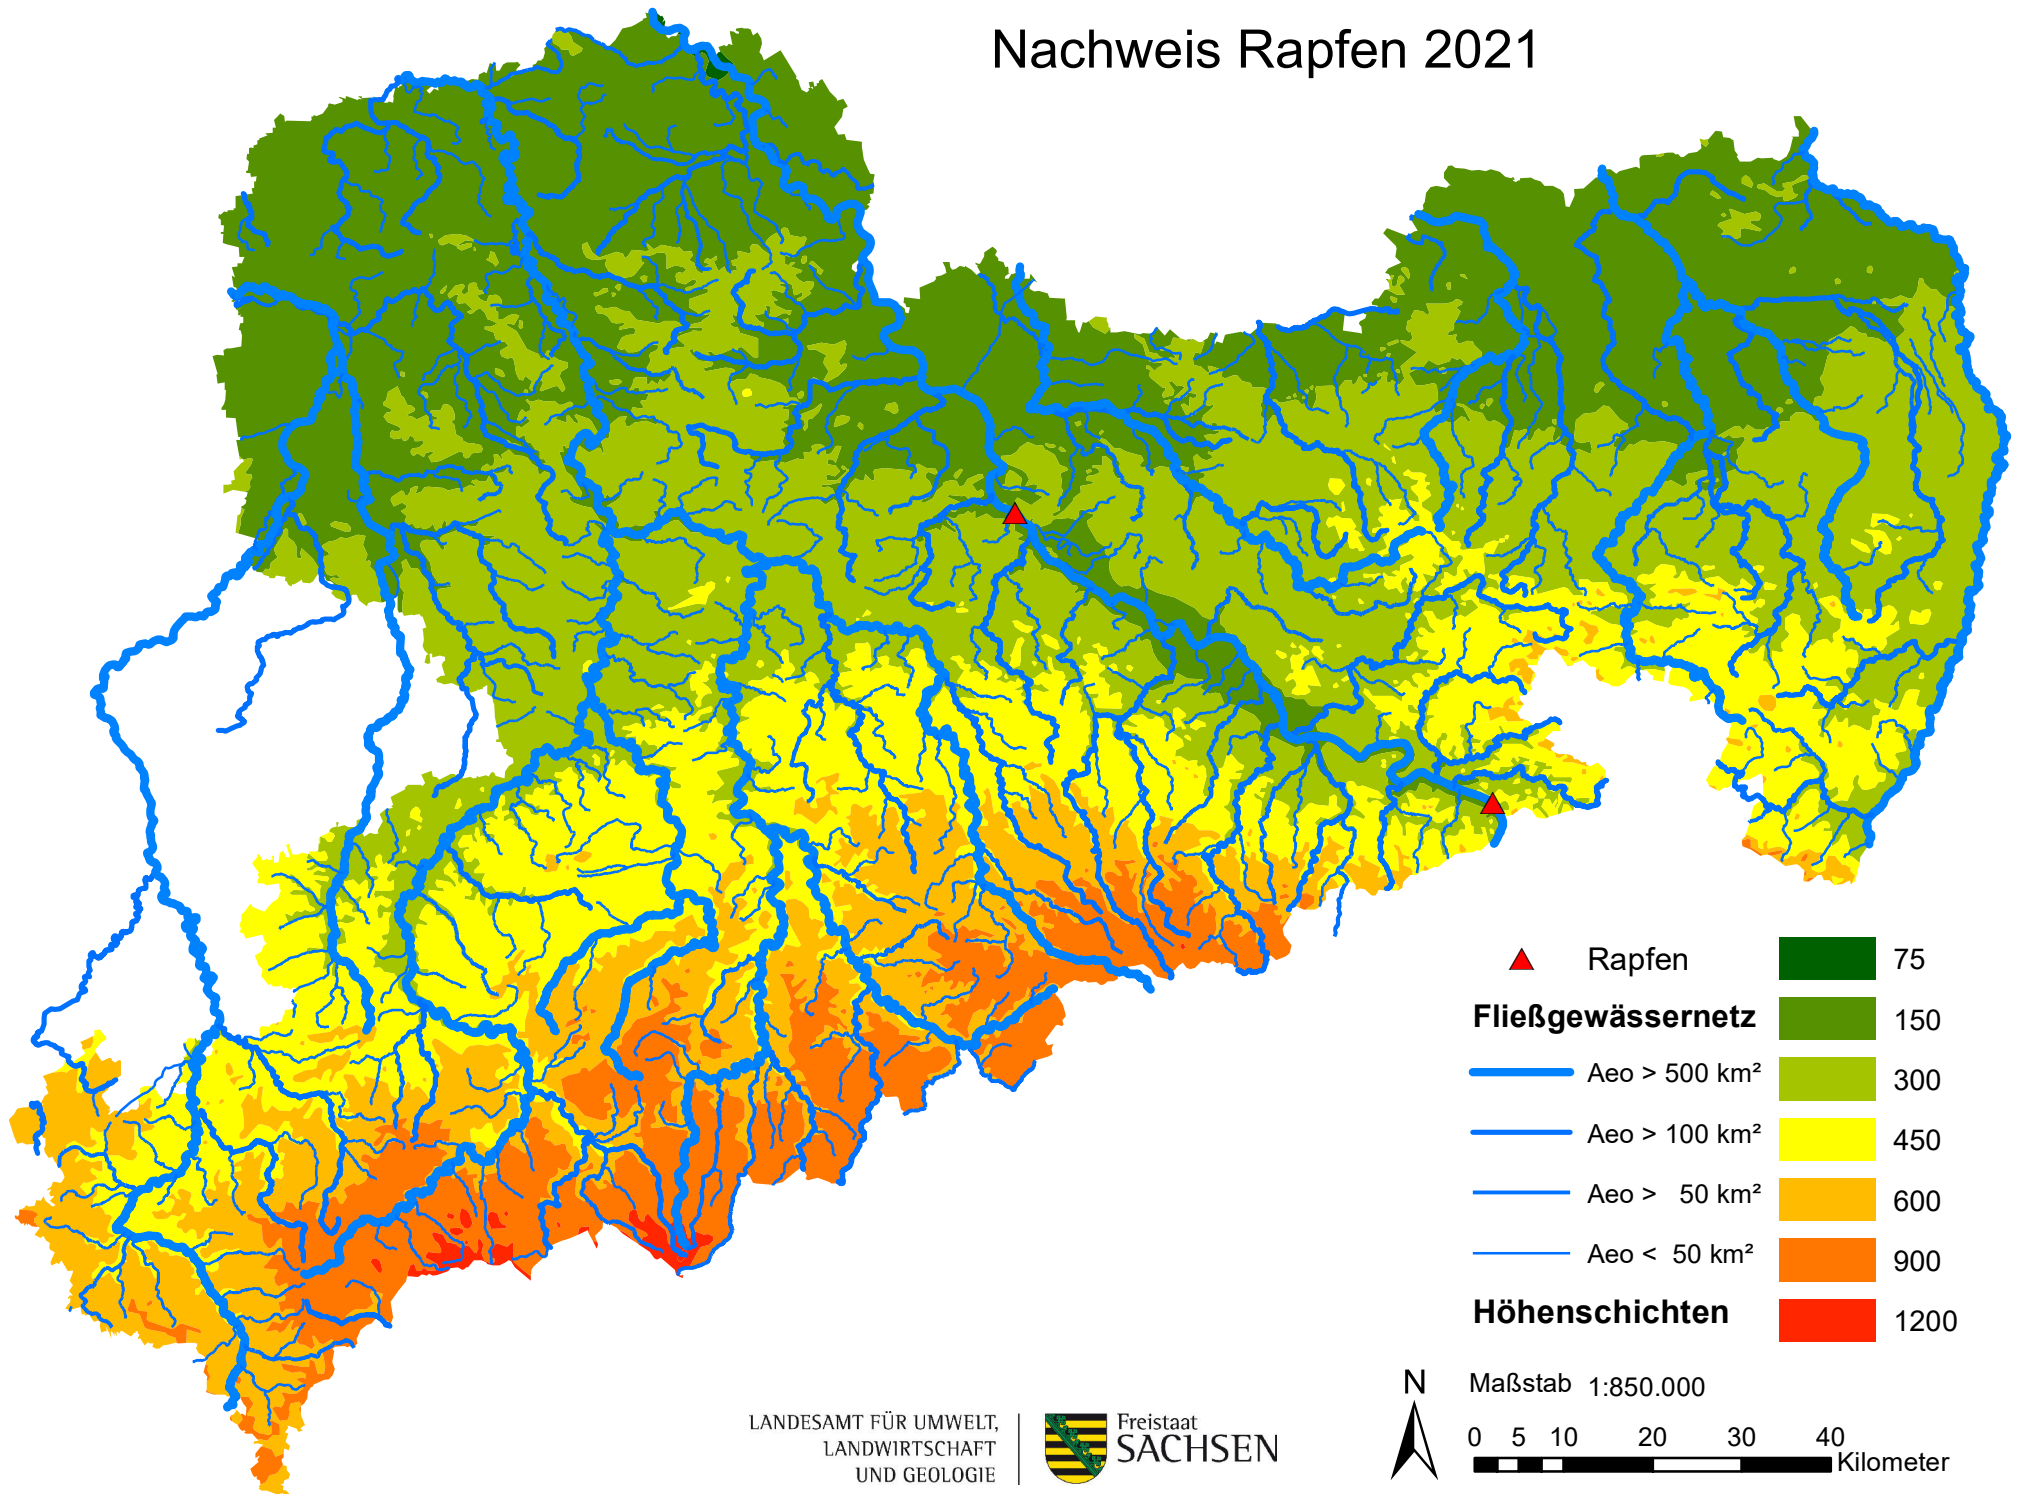 Nachweis Rapfen 2021
Rapfen
Fließgewässernetz
Aeo > 500 km²
Aeo > 100 km²
Aeo > 50 km²
Aeo < 50 km²
Höhenschichten
75
150
300
450
600
900
1200
N
Maßstab 1:850.000
0 5 10 20 30 40
Kilometer
LANDESAMT FÜR UMWELT,
LANDWIRTSCHAFT
UND GEOLOGIE
Freistaat
SACHSEN